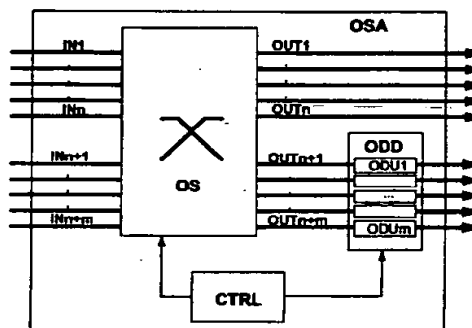 OSA
IN1
OUT1
INn
OUTn
ODD
INn+1
OUTn+1
ODU1
OS
...
INn+m
OUTn+m
ODUm
CTRL